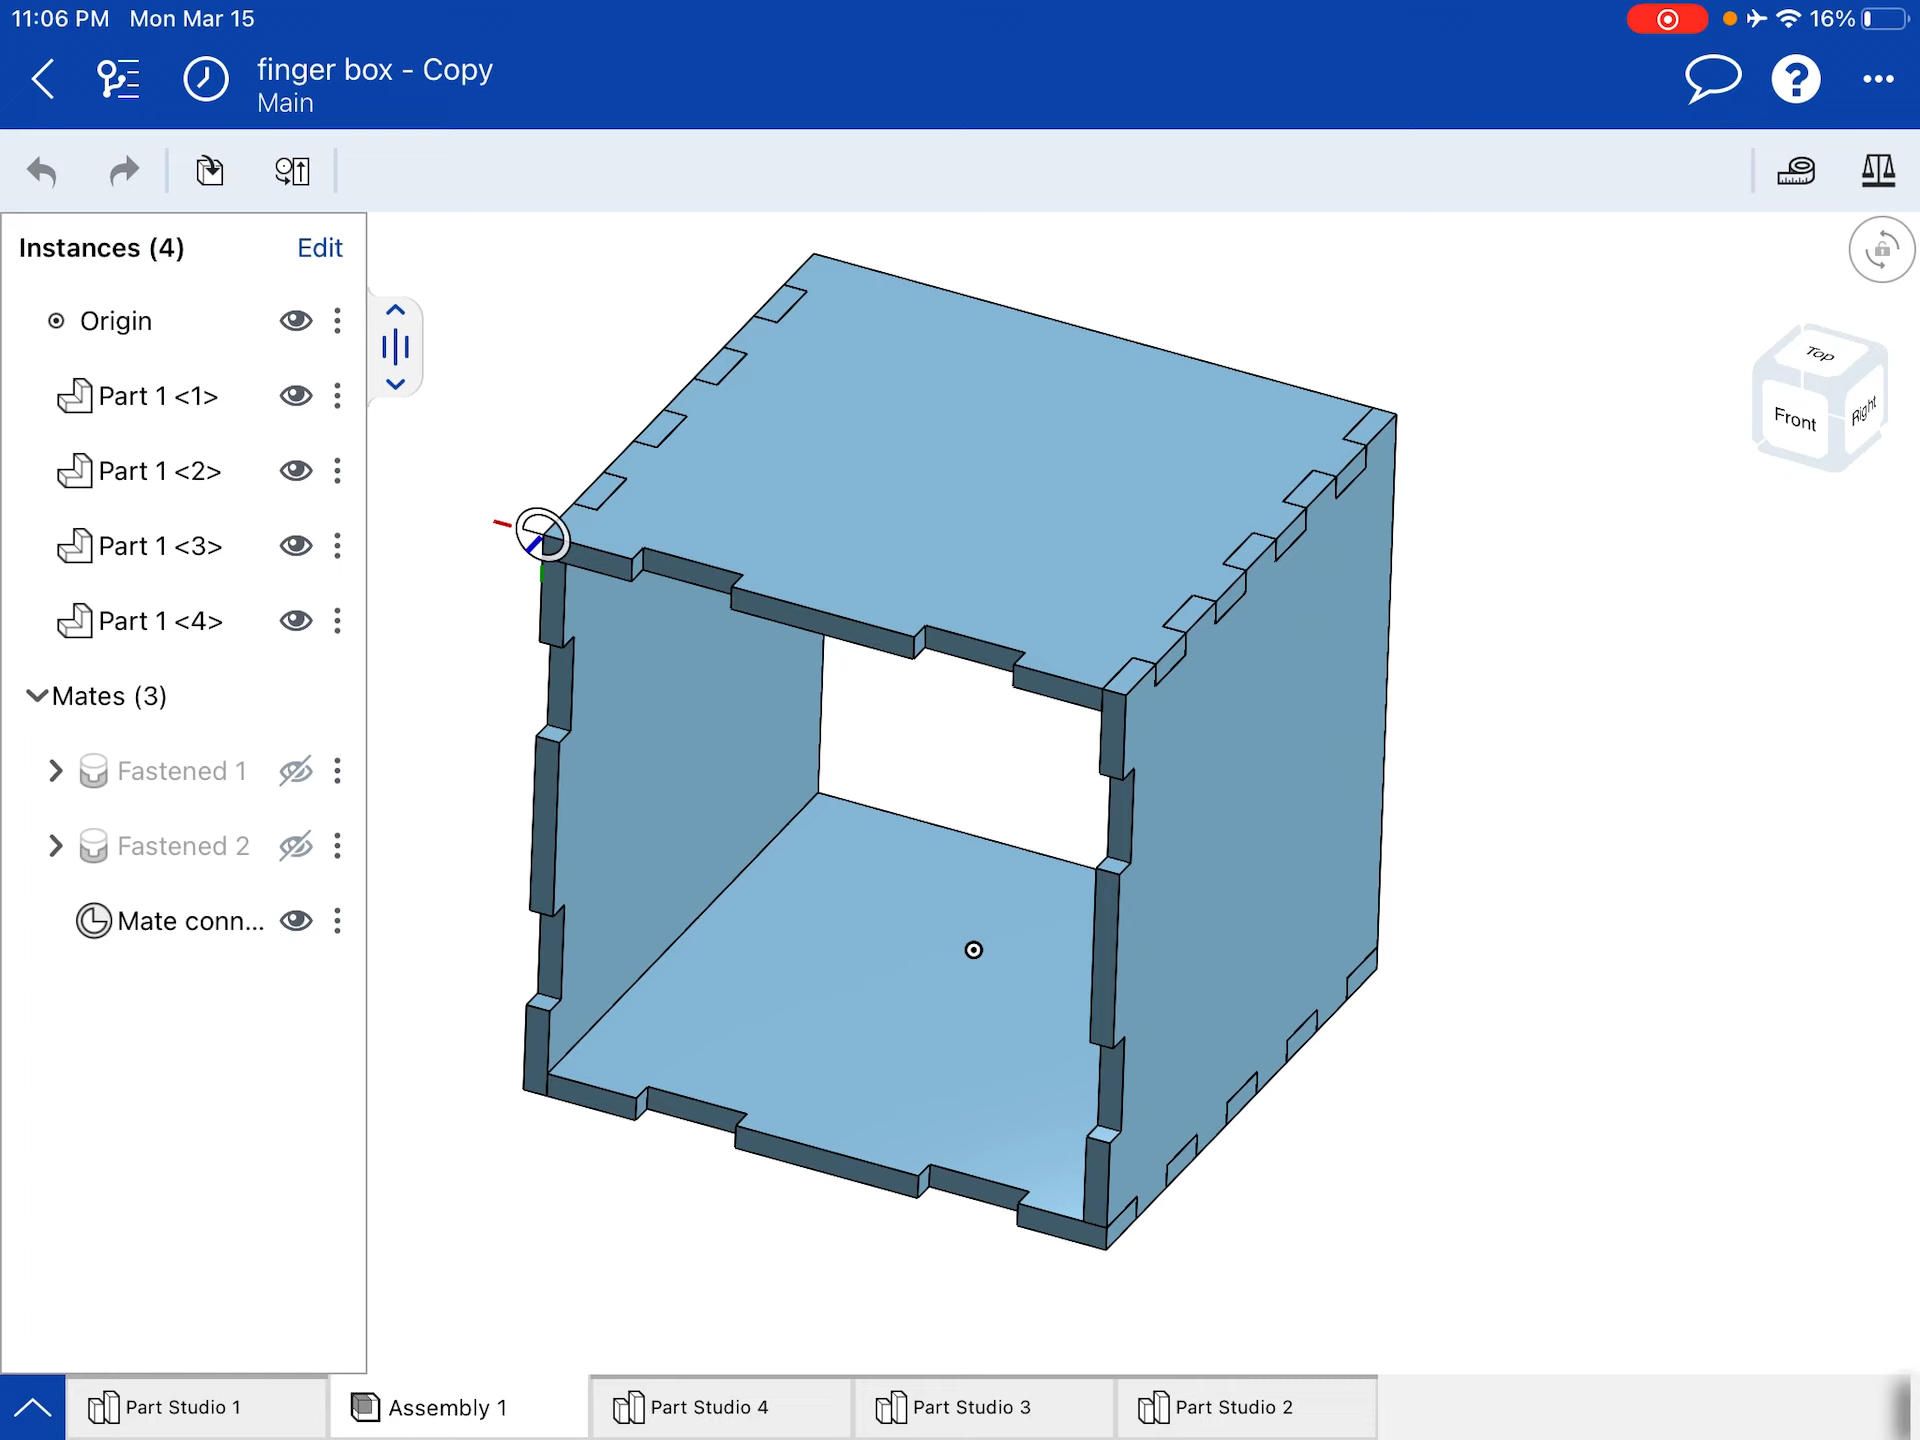 11:06 PM Mon Mar 15
16%
finger box - Copy
Main
Instances (4)
Edit
Origin
Part 1 <1>
Part 1 <2>
Part 1 <3>
Part 1 <4>
Mates (3)
Fastened 1
Fastened 2
Mate conn...
Top
Front
Right
Part Studio 1
Assembly 1
Part Studio 4
Part Studio 3
Part Studio 2